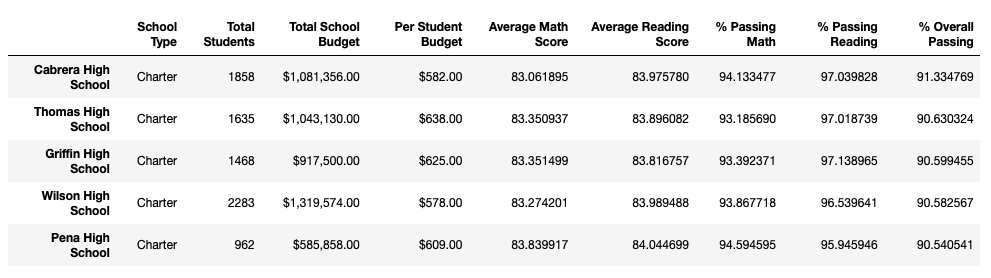 School Type Total Students Total School Budget Per Student Budget Average Math Score Average Reading Score % Passing Math % Passing Reading % Overall Passing
Cabrera High School Charter 1858 $1,081,356.00 $582.00 83.061895 83.975780 94.133477 97.039828 91.334769
Thomas High School Charter 1635 $1,043,130.00 $638.00 83.350937 83.896082 93.185690 97.018739 90.630324
Griffin High School Charter 1468 $917,500.00 $625.00 83.351499 83.816757 93.392371 97.138965 90.599455
Wilson High School Charter 2283 $1,319,574.00 $578.00 83.274201 83.989488 93.867718 96.539641 90.582567
Pena High School Charter 962 $585,858.00 $609.00 83.839917 84.044699 94.594595 95.945946 90.540541